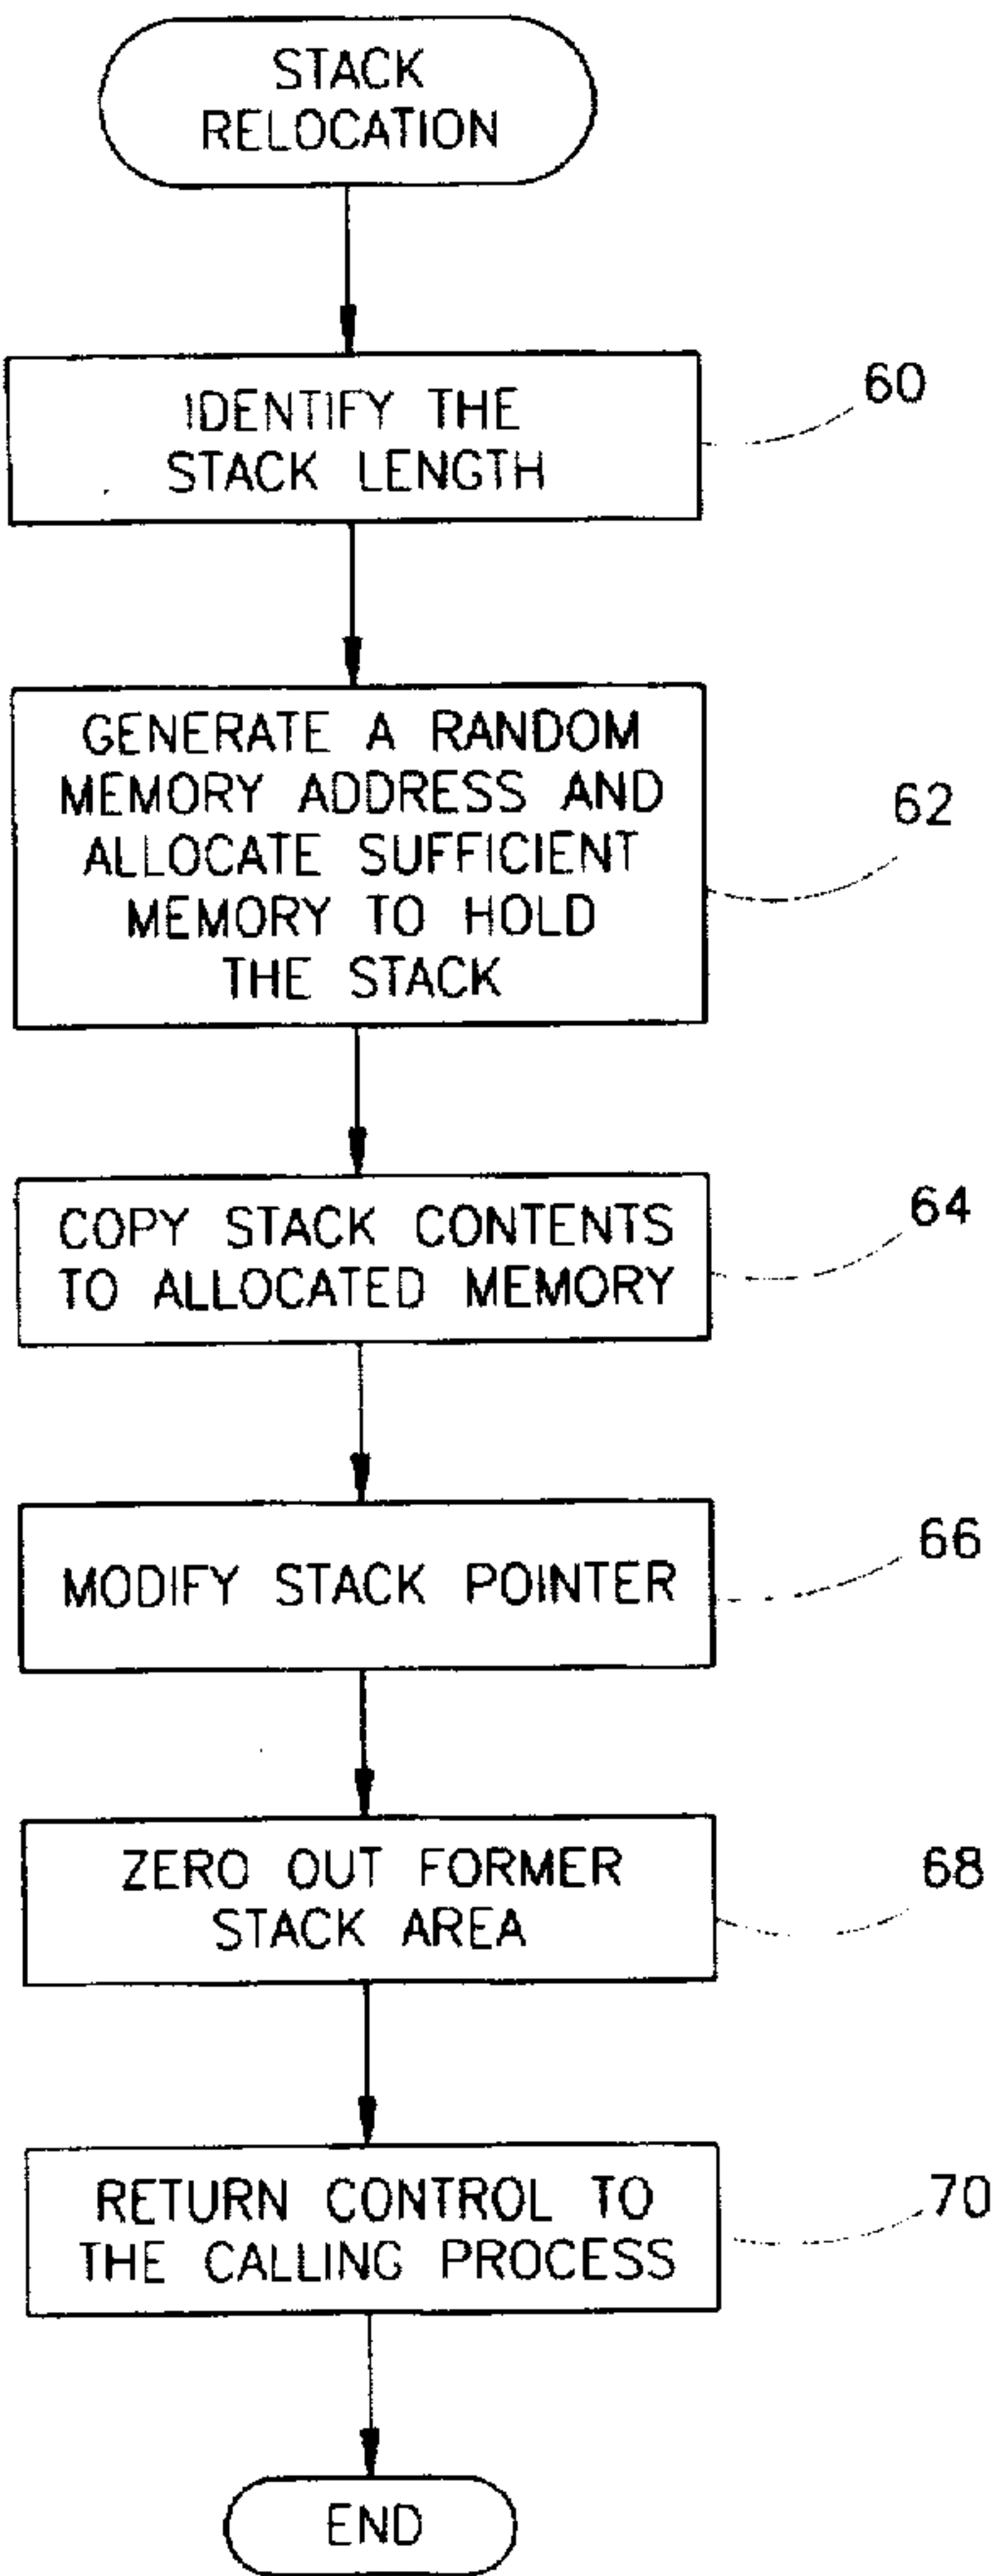 STACK
RELOCATION
IDENTIFY THE
STACK LENGTH
60
GENERATE A RANDOM
MEMORY ADDRESS AND
ALLOCATE SUFFICIENT
MEMORY TO HOLD
THE STACK
62
COPY STACK CONTENTS
TO ALLOCATED MEMORY
64
MODIFY STACK POINTER
66
ZERO OUT FORMER
STACK AREA
68
RETURN CONTROL TO
THE CALLING PROCESS
70
END